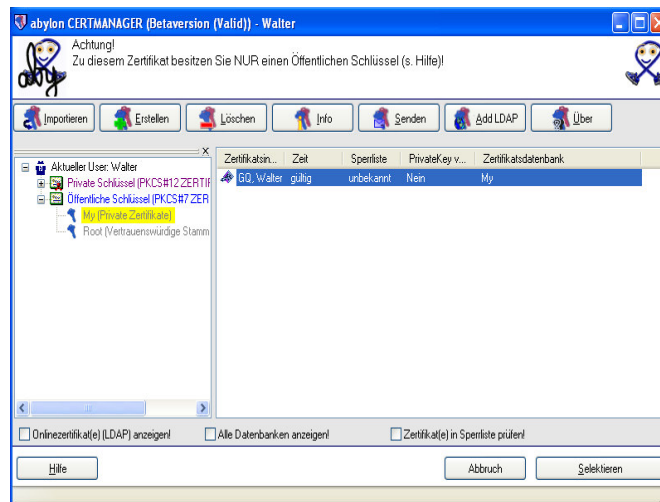 abylon CERTMANAGER (Betaversion (Valid)) - Walter
Achtung!
Zu diesem Zertifikat besitzen Sie NUR einen Öffentlichen Schlüssel (s. Hilfe)!
aby
Importieren Erstellen Löschen Info Senden Add LDAP Über
Aktueller User: Walter
Private Schlüssel (PKCS#12 ZERTIF
Öffentliche Schlüssel (PKCS#7 ZER
My (Private Zertifikate)
Root (Vertrauenswürdige Stamm
Zertifikatsin... Zeit Sperrliste PrivateKey v... Zertifikatsdatenbank
GQ, Walter gültig unbekannt Nein My
Onlinezertifikat(e) (LDAP) anzeigen! Alle Datenbanken anzeigen! Zertifikat(e) in Sperrliste prüfen!
Hilfe Abbruch Selektieren